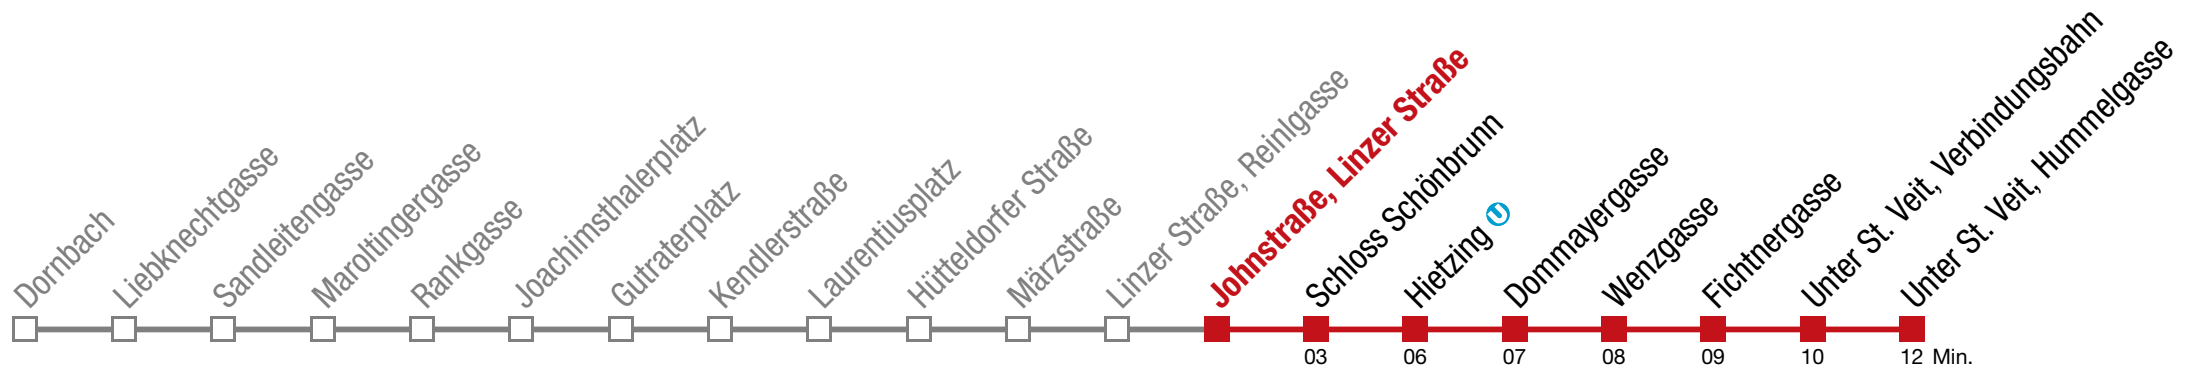 Dornbach
Liebknechtgasse
Sandleitengasse
Maroltingergasse
Rankgasse
Joachimsthalerplatz
Gutraterplatz
Kendlerstraße
Laurentiusplatz
Hütteldorfer Straße
Märzstraße
Linzer Straße, Reinlgasse
Johnstraße, Linzer Straße
Schloss Schönbrunn
Hietzing U
Dommayergasse
Wenzgasse
Fichtnergasse
Unter St. Veit, Verbindungsbahn
Unter St. Veit, Hummelgasse
03 06 07 08 09 10 12 Min.